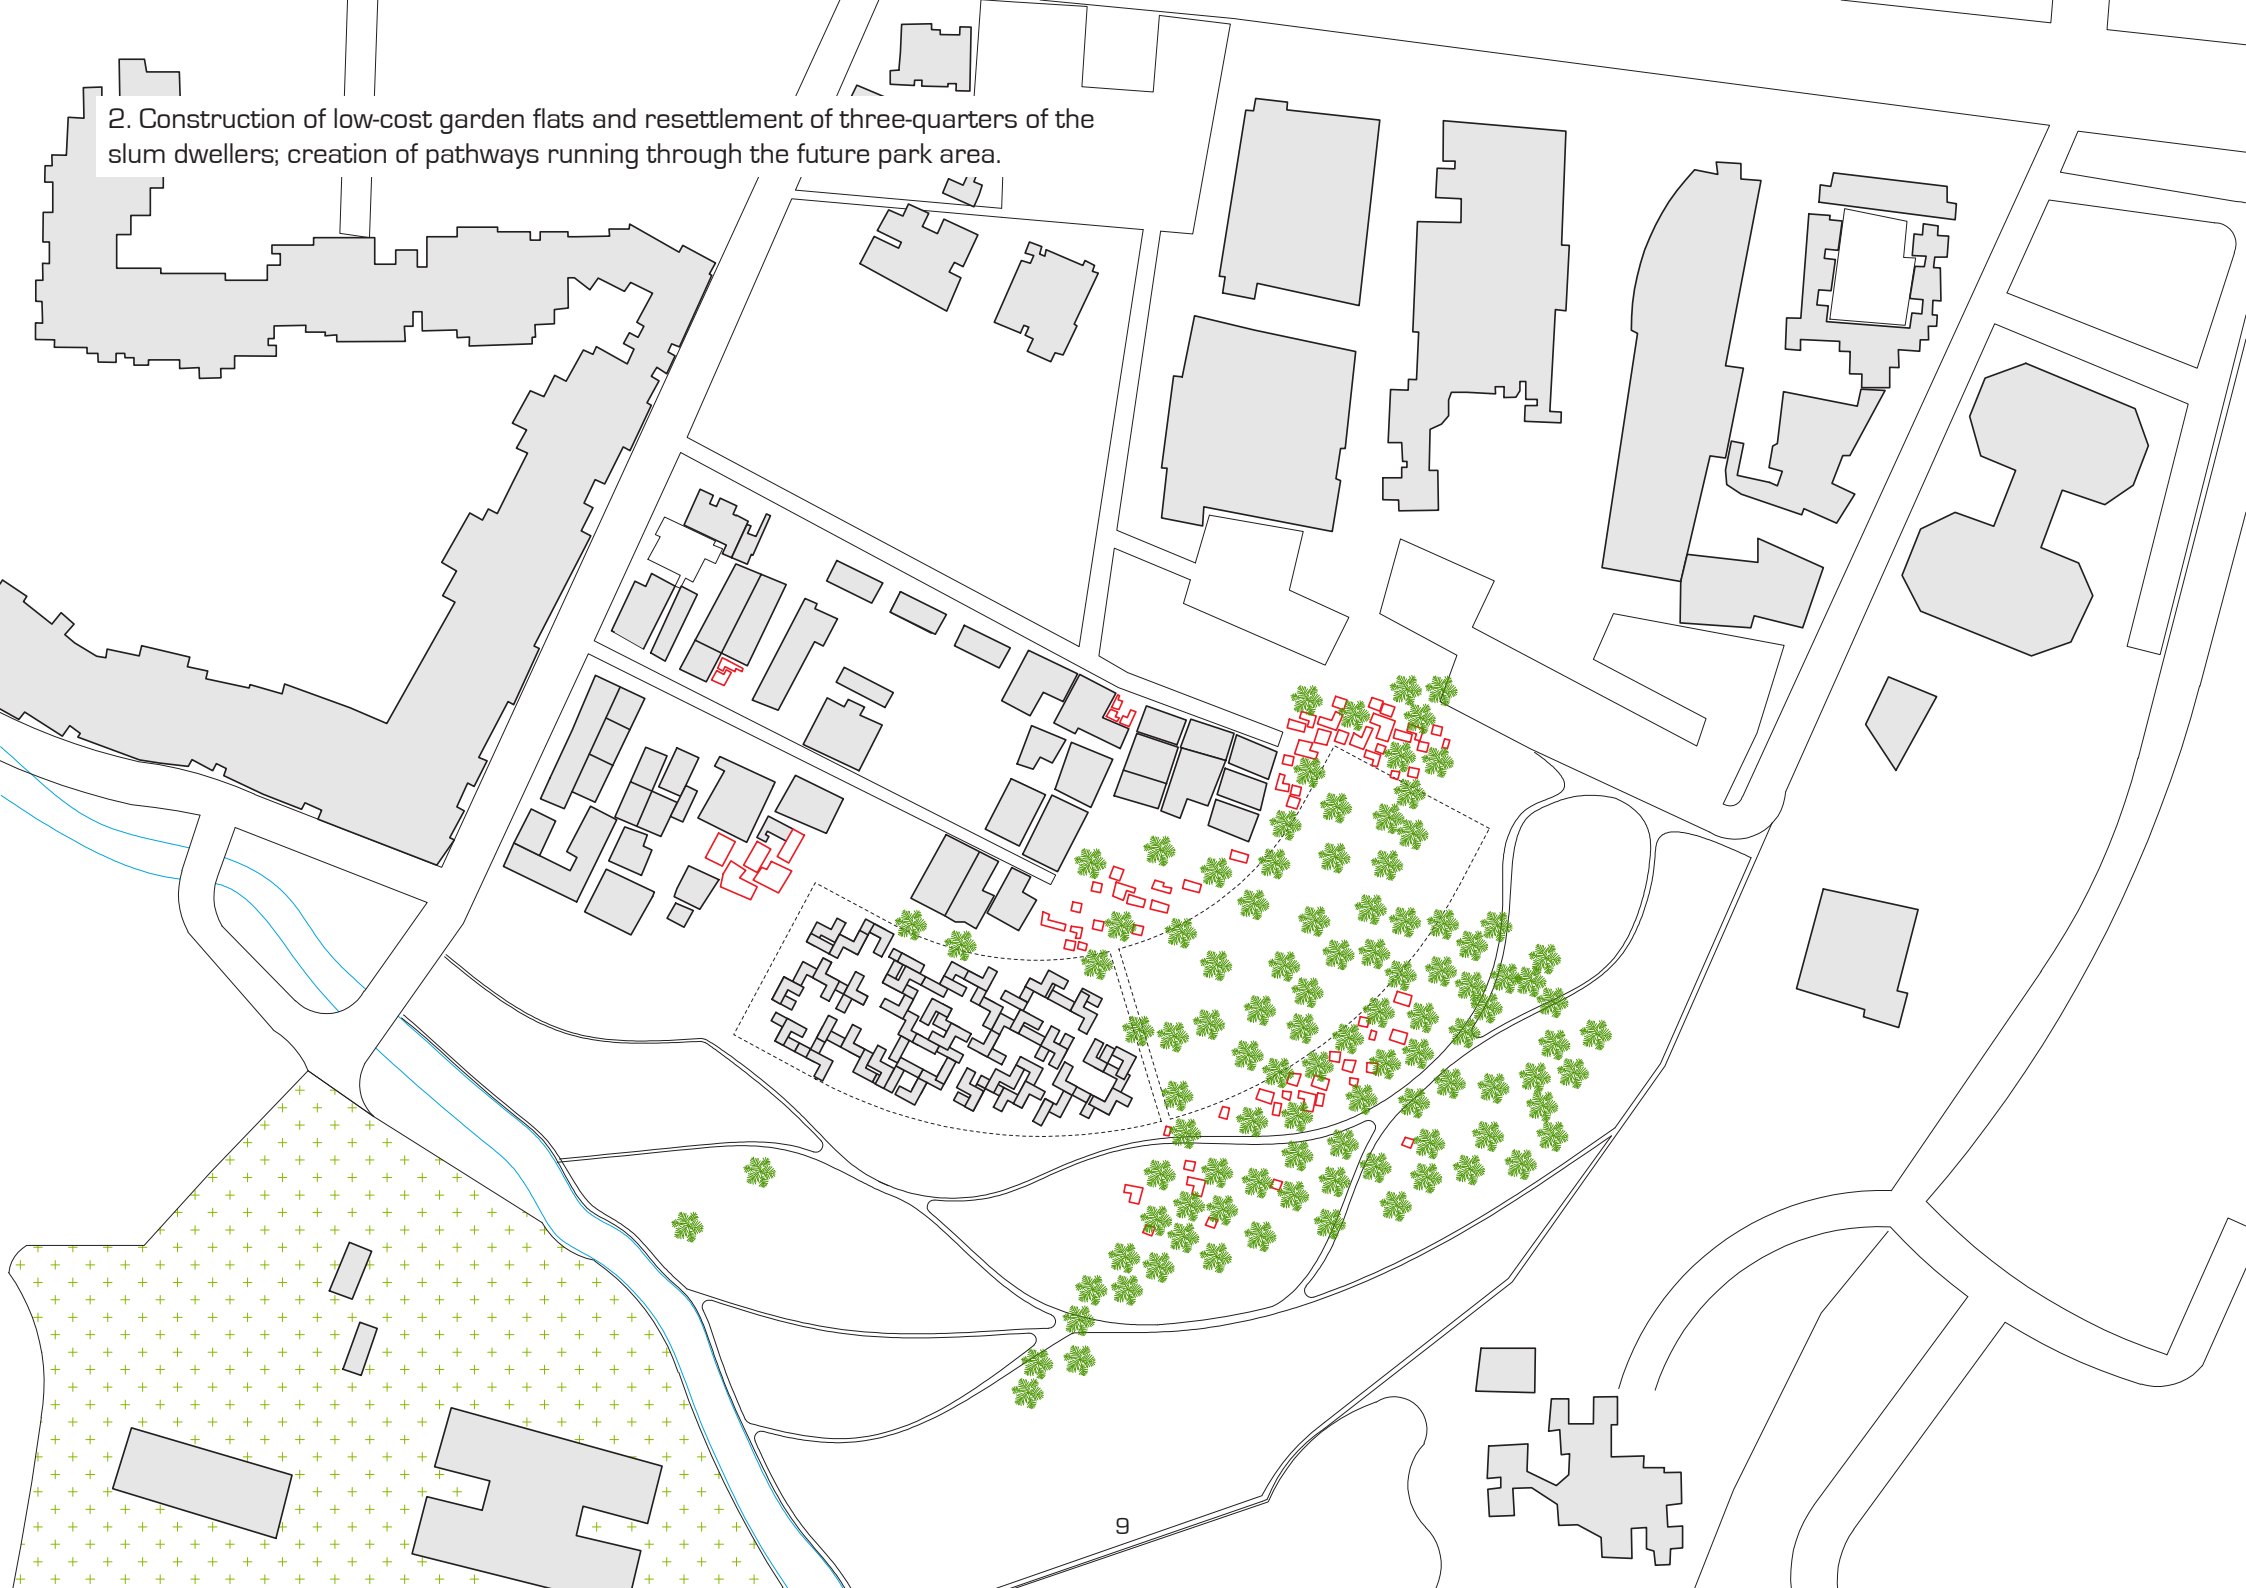 2. Construction of low-cost garden flats and resettlement of three-quarters of the
slum dwellers; creation of pathways running through the future park area.
9